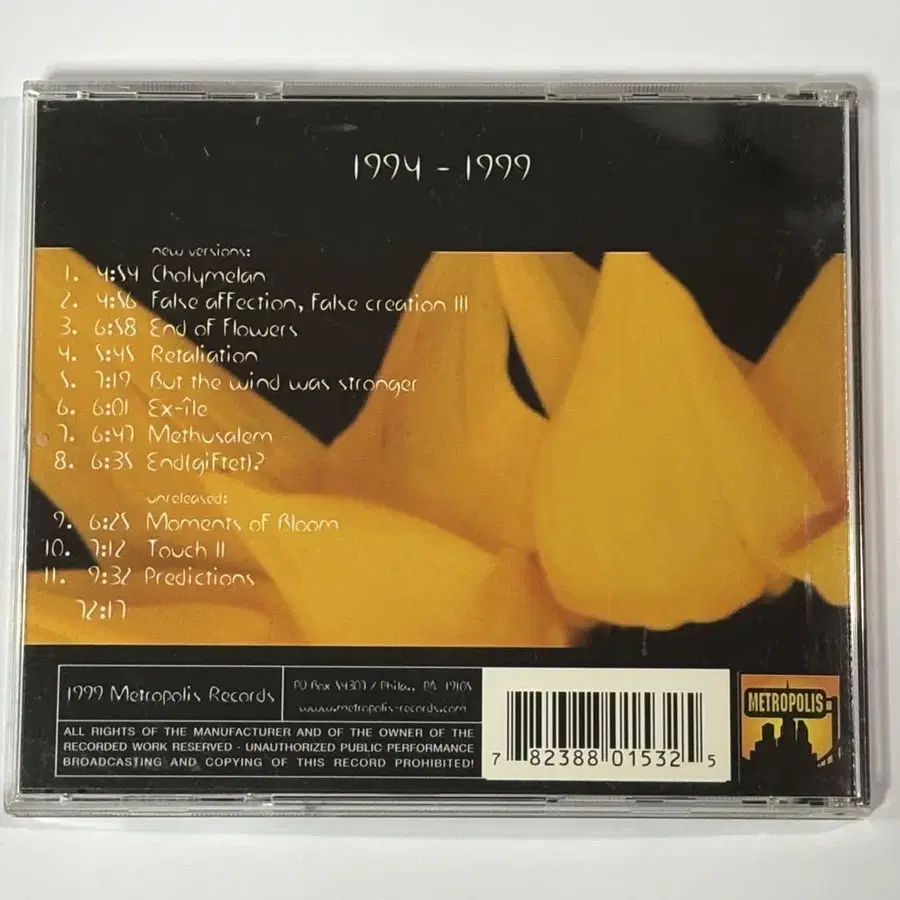 1994 - 1999
new versions:
1. 4:54 Cholymelan
2. 4:56 False affection, False creation III
3. 6:58 End of Flowers
4. 5:45 Retaliation
5. 7:19 But the wind was stronger
6. 6:01 Ex-île
7. 6:47 Methusalem
8. 6:35 End(giftet)?
unreleased:
9. 6:25 Moments of Bloom
10. 7:12 Touch II
11. 9:32 Predictions
72:17
1999 Metropolis Records
PO Box 54307 / Phila., PA 19105
www.metropolis-records.com
ALL RIGHTS OF THE MANUFACTURER AND OF THE OWNER OF THE
RECORDED WORK RESERVED · UNAUTHORIZED PUBLIC PERFORMANCE
BROADCASTING AND COPYING OF THIS RECORD PROHIBITED!
7 82388 01532 5
METROPOLIS